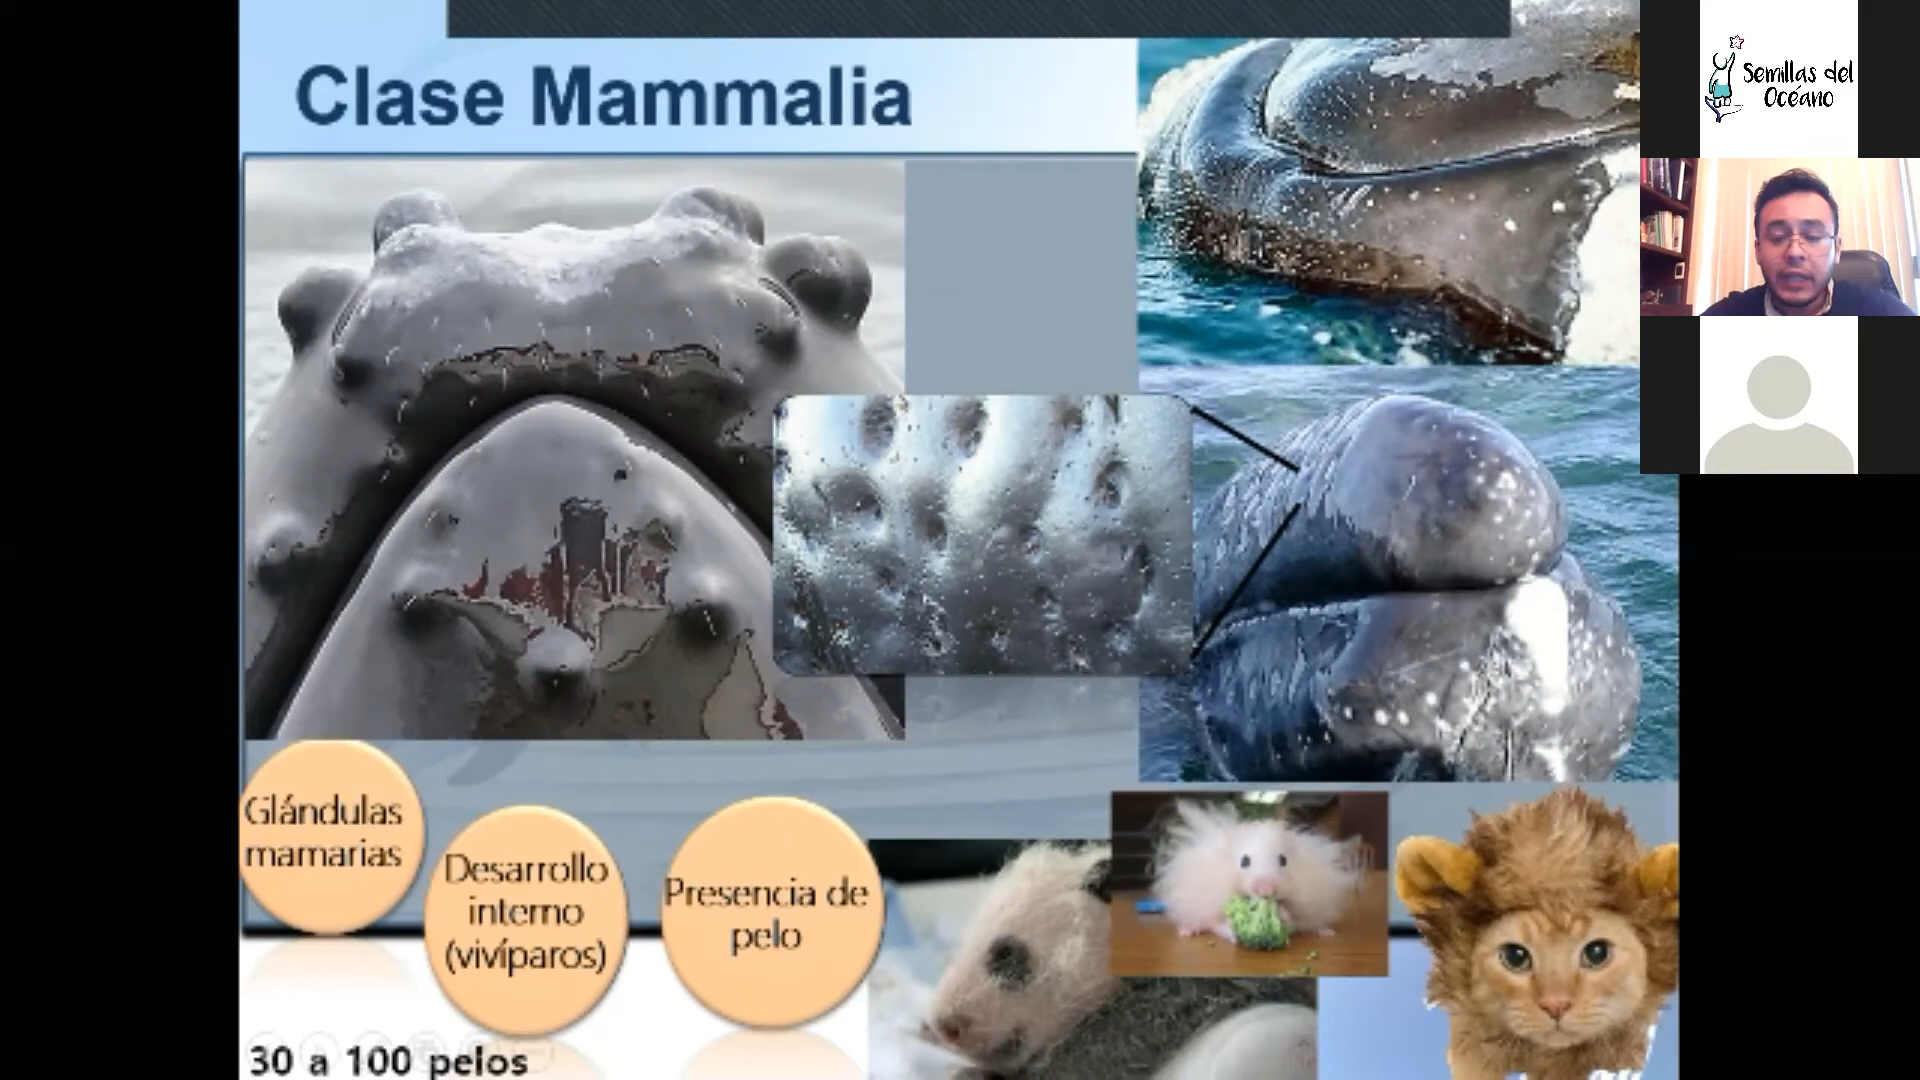 Clase Mammalia
Semillas del
Océano
Glándulas
mamarias
Desarrollo
interno
(vivíparos)
Presencia de
pelo
30 a 100 pelos